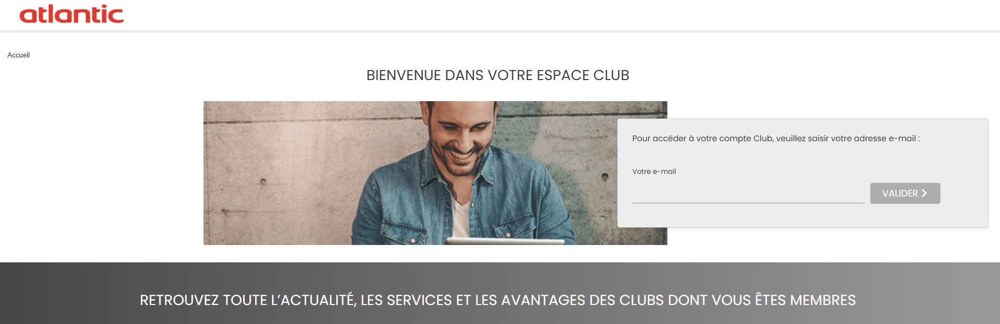 atlantic
Accueil
BIENVENUE DANS VOTRE ESPACE CLUB
Pour accéder à votre compte Club, veuillez saisir votre adresse e-mail :
Votre e-mail
VALIDER
RETROUVEZ TOUTE L’ACTUALITÉ, LES SERVICES ET LES AVANTAGES DES CLUBS DONT VOUS ÊTES MEMBRES